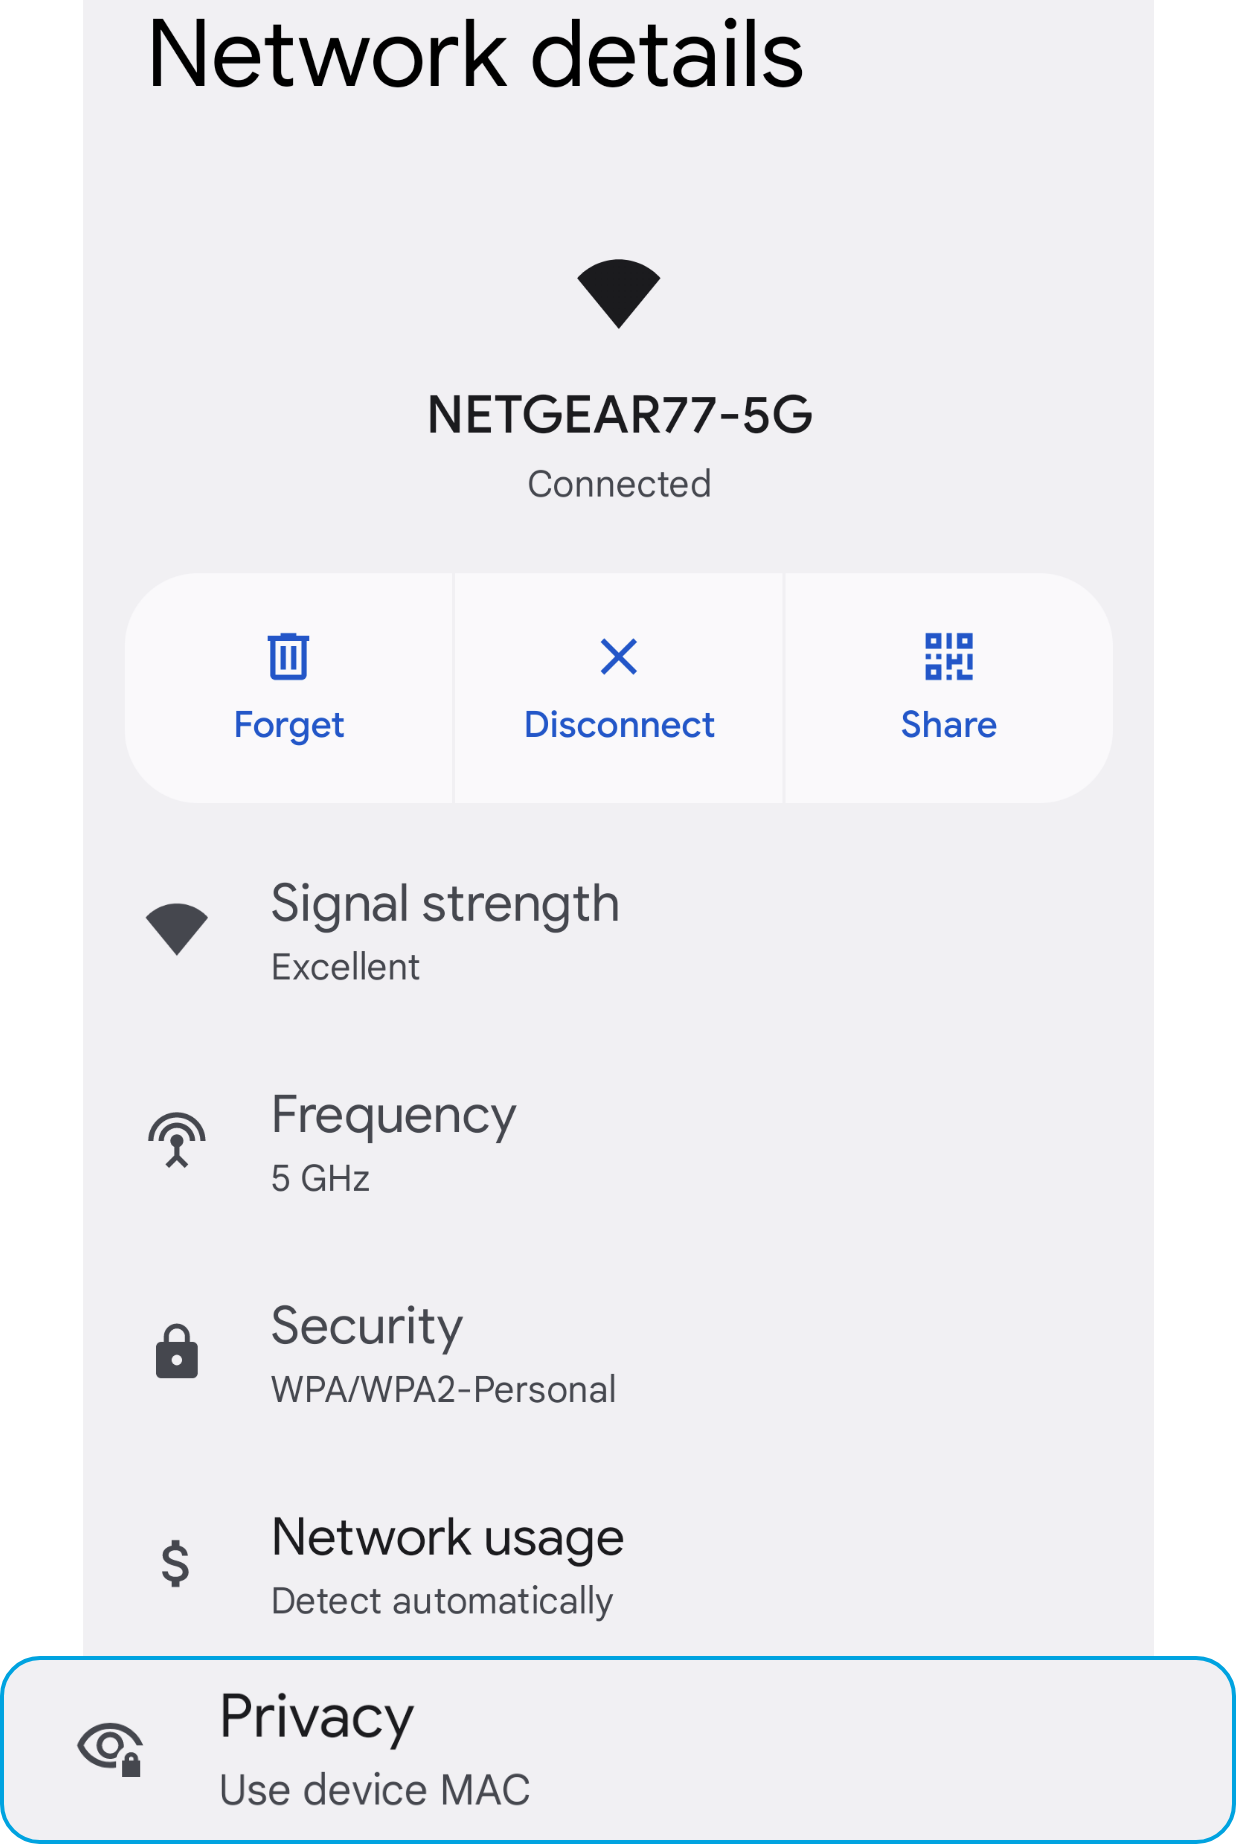 Network details
NETGEAR77-5G
Connected
Forget
Disconnect
Share
Signal strength
Excellent
Frequency
5 GHz
Security
WPA/WPA2-Personal
Network usage
Detect automatically
Privacy
Use device MAC